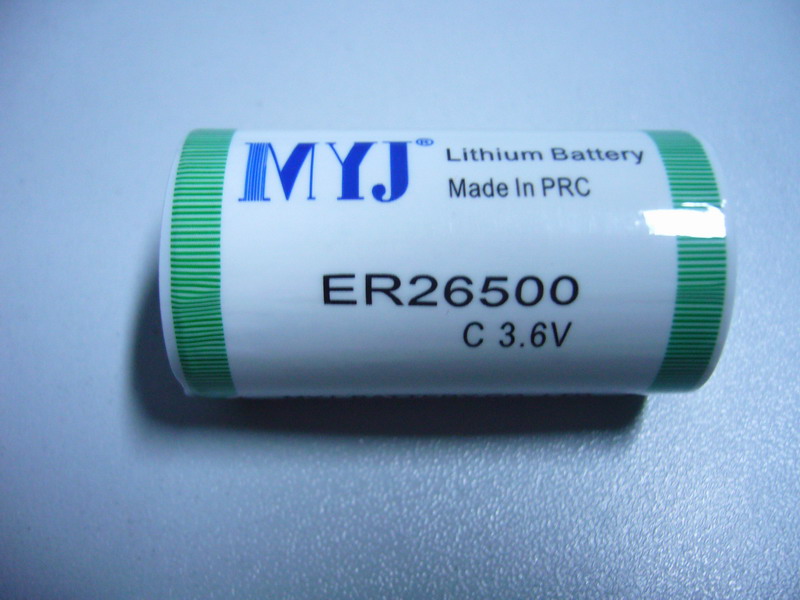 MYJ® Lithium Battery
Made In PRC
ER26500
C 3.6V